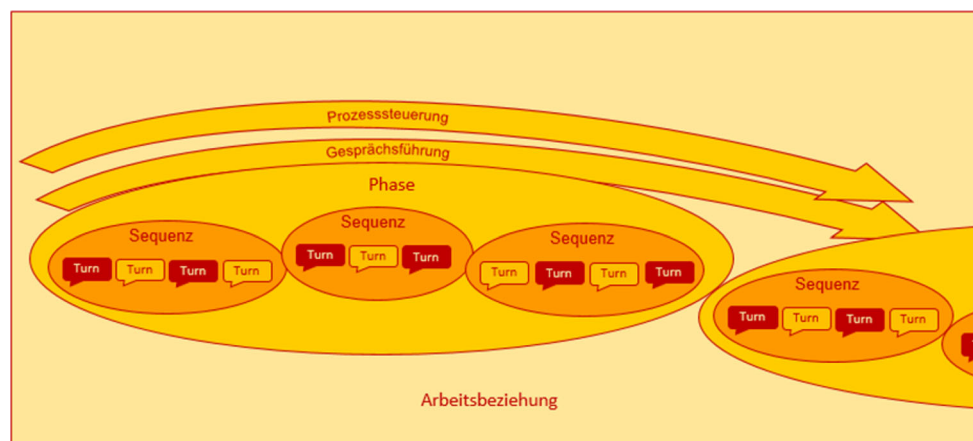 Prozesssteuerung
Gesprächsführung
Phase
Sequenz
Turn Turn Turn Turn
Sequenz
Turn Turn Turn
Sequenz
Turn Turn Turn Turn
Sequenz
Turn Turn Turn Turn
Arbeitsbeziehung